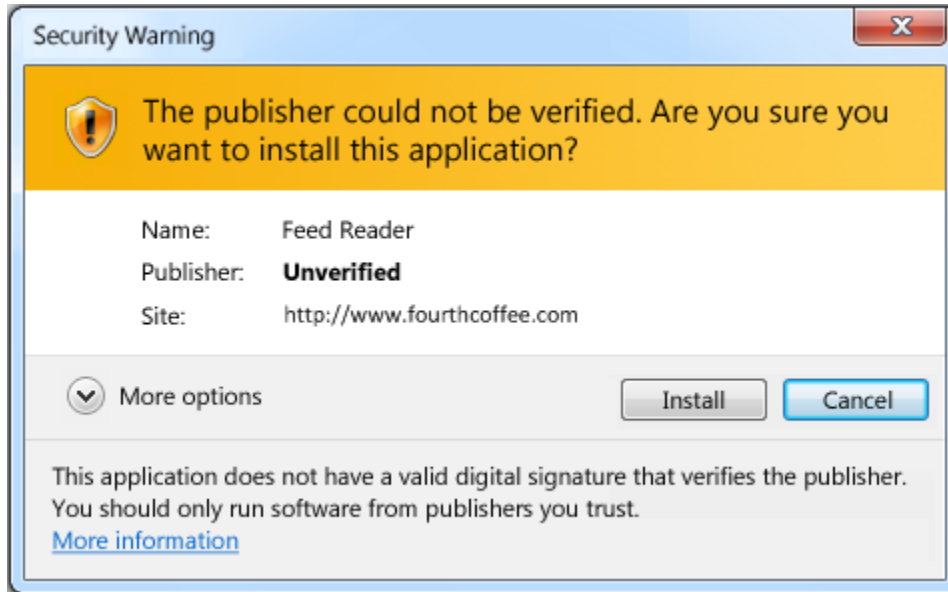 Security Warning
The publisher could not be verified. Are you sure you
want to install this application?
Name: Feed Reader
Publisher: Unverified
Site: http://www.fourthcoffee.com
More options Install Cancel
This application does not have a valid digital signature that verifies the publisher.
You should only run software from publishers you trust.
More information